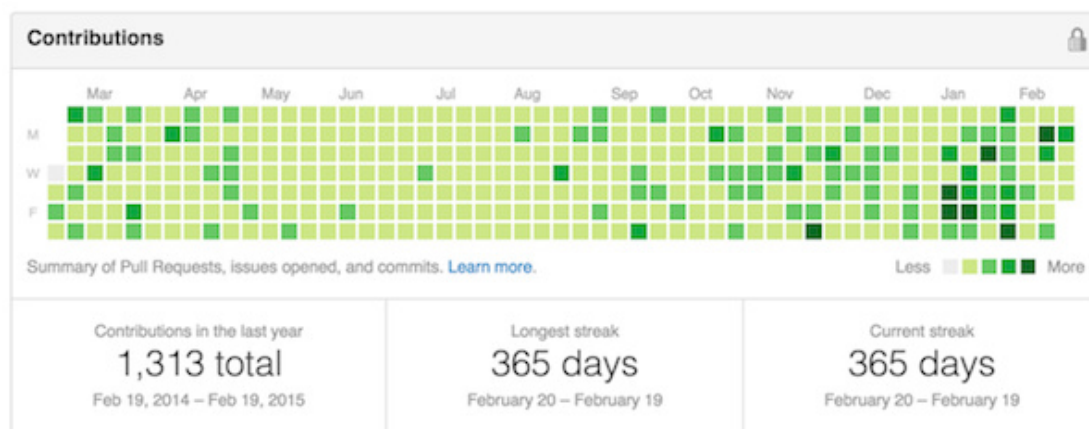 Contributions
Mar Apr May Jun Jul Aug Sep Oct Nov Dec Jan Feb
M
W
F
Summary of Pull Requests, issues opened, and commits. Learn more.
Less More
Contributions in the last year
1,313 total
Feb 19, 2014 – Feb 19, 2015
Longest streak
365 days
February 20 – February 19
Current streak
365 days
February 20 – February 19